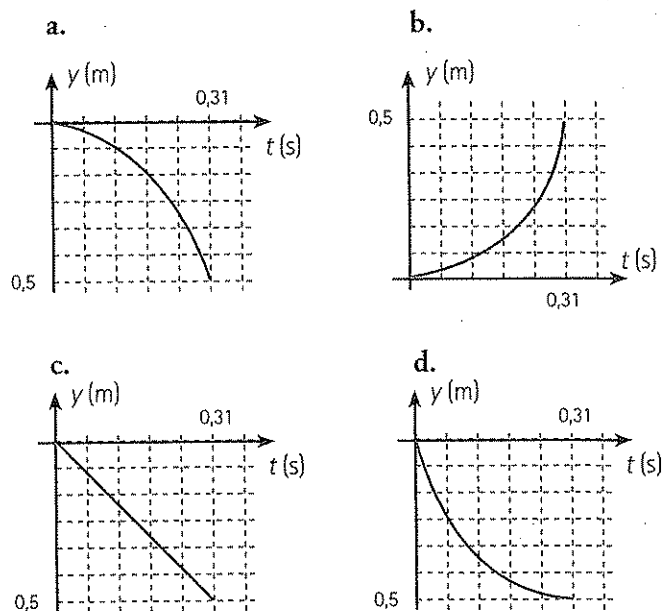 a.
y (m)
0,31
t (s)
0,5
b.
y (m)
0,5
t (s)
0,31
c.
y (m)
0,31
t (s)
0,5
d.
y (m)
0,31
t (s)
0,5